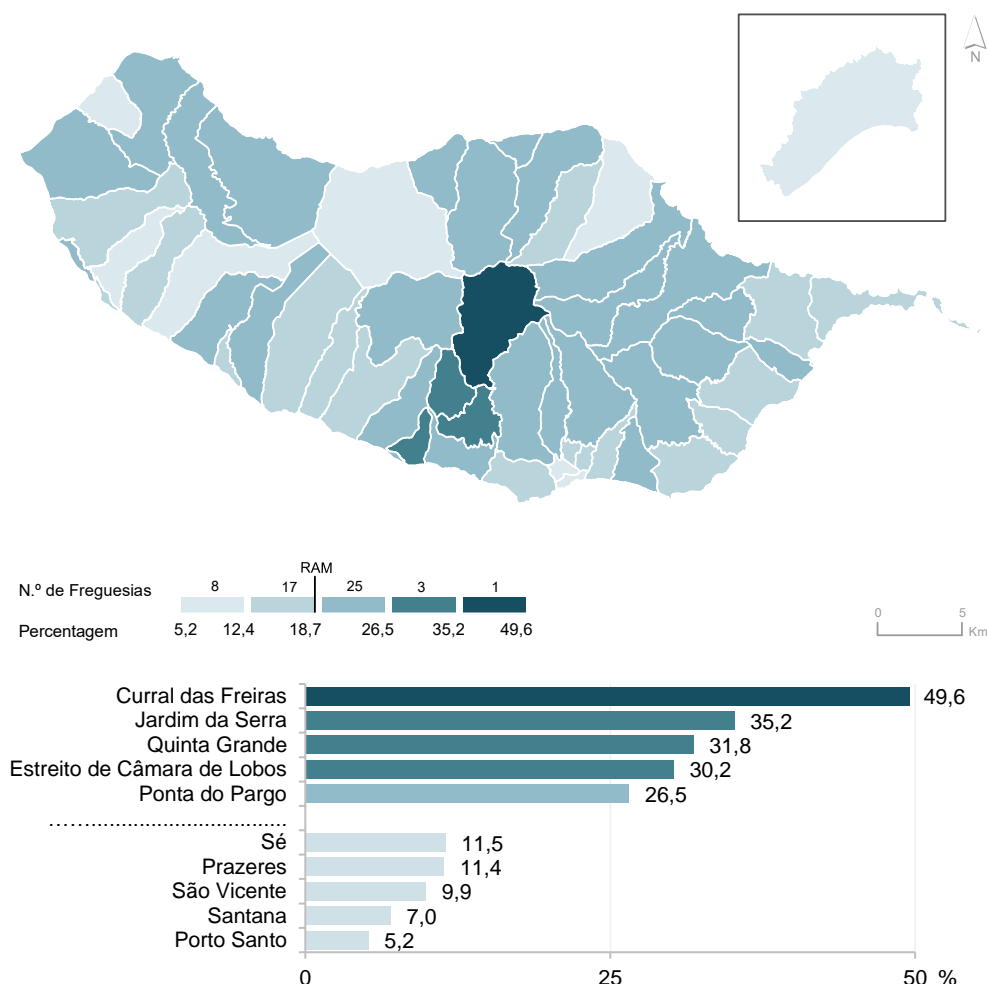 N
RAM
N.º de Freguesias 8 17 25 3 1
Percentagem 5,2 12,4 18,7 26,5 35,2 49,6
0 5
Km
Curral das Freiras 49,6
Jardim da Serra 35,2
Quinta Grande 31,8
Estreito de Câmara de Lobos 30,2
Ponta do Pargo 26,5
........................................
Sé 11,5
Prazeres 11,4
São Vicente 9,9
Santana 7,0
Porto Santo 5,2
0 25 50 %